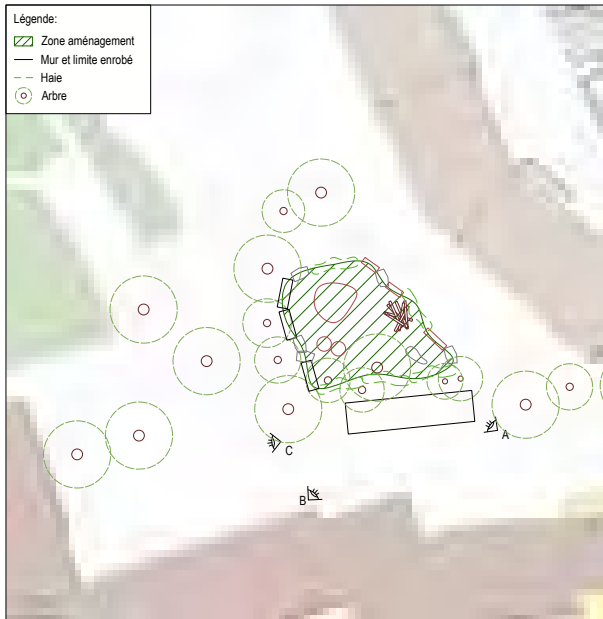 Légende:
Zone aménagement
Mur et limite enrobé
Haie
Arbre
A
C
B